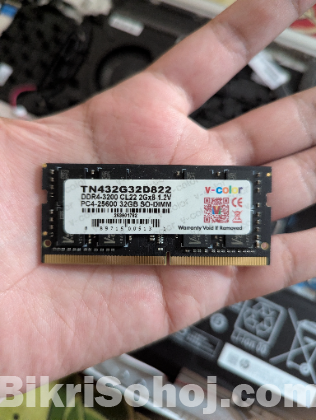 TN432G32D822
DDR4-3200 CL22 2Gx8 1.2V
PC4-25600 32GB SO-DIMM
v-color
Warranty Void if Removed
BikriSohoj.com